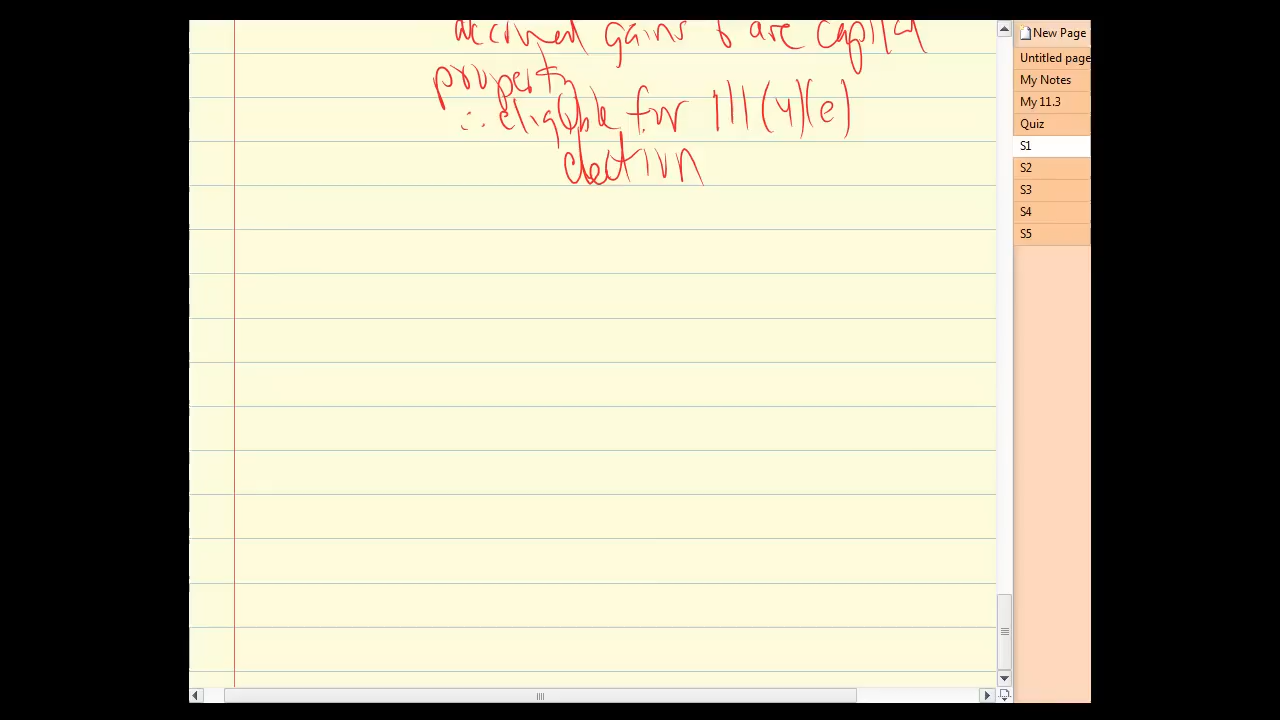 accrued gains & are capital
property
∴ eligible for 111(4)(e)
election
New Page
Untitled page
My Notes
My 11.3
Quiz
S1
S2
S3
S4
S5